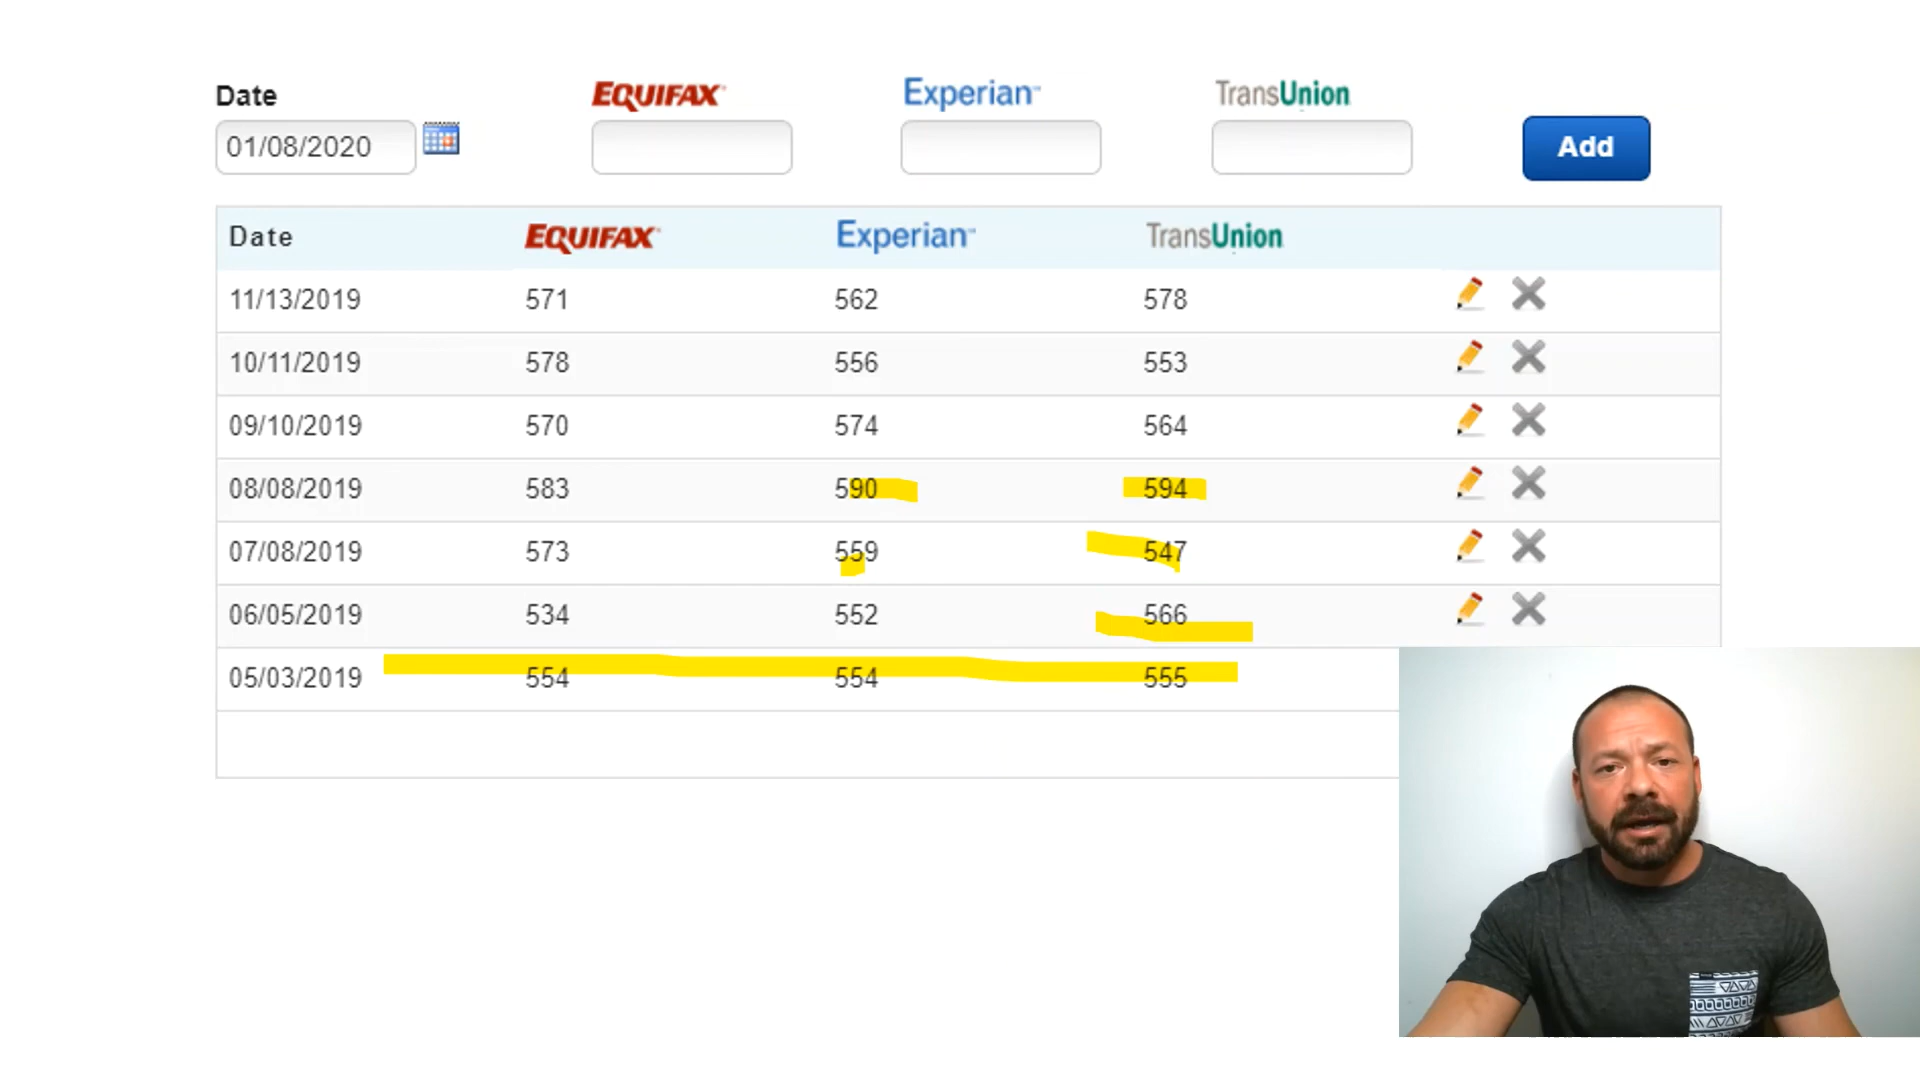 Date EQUIFAX Experian TransUnion
01/08/2020 Add
Date EQUIFAX Experian TransUnion
11/13/2019 571 562 578
10/11/2019 578 556 553
09/10/2019 570 574 564
08/08/2019 583 590 594
07/08/2019 573 559 547
06/05/2019 534 552 566
05/03/2019 554 554 555